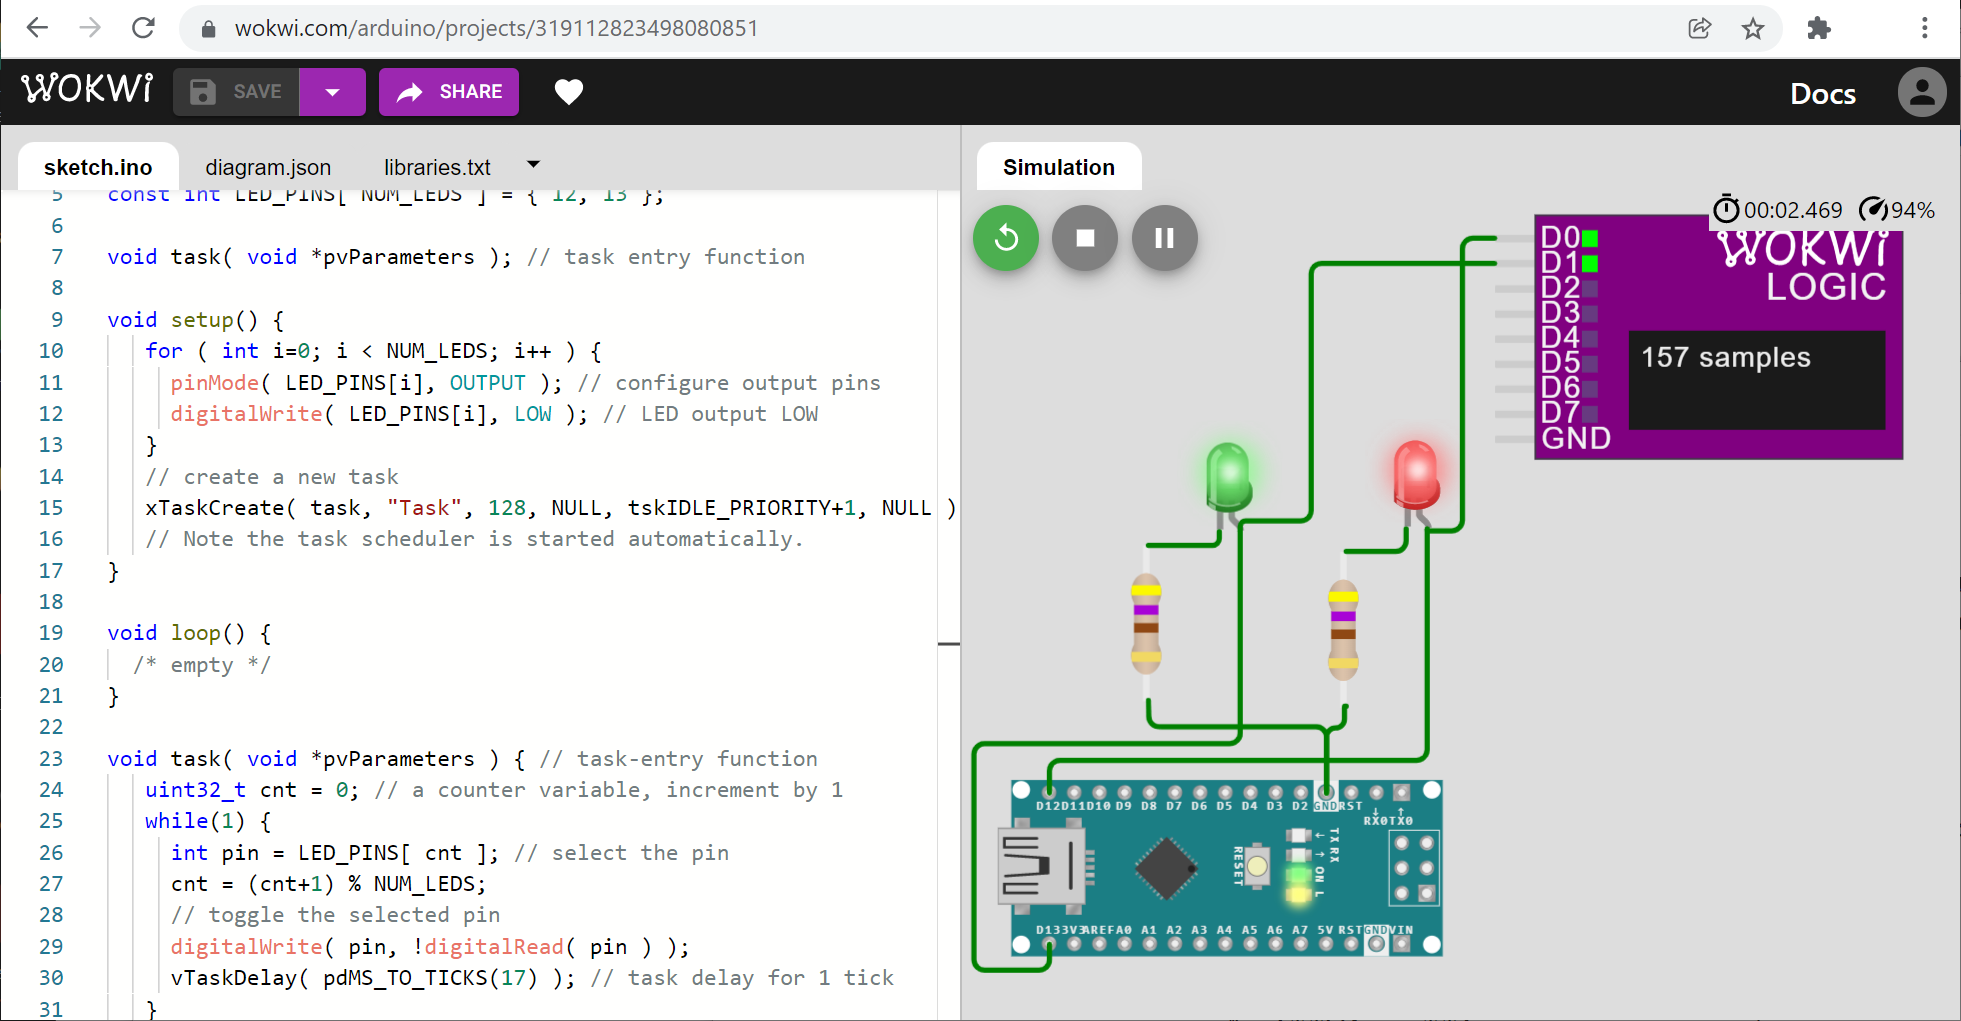 wokwi.com/arduino/projects/319112823498080851
WOKWi
SAVE
SHARE
Docs
sketch.ino
diagram.json
libraries.txt
5 const int LED_PINS[ NUM_LEDS ] = { 12, 13 };
6
7 void task( void *pvParameters ); // task entry function
8
9 void setup() {
10 for ( int i=0; i < NUM_LEDS; i++ ) {
11 pinMode( LED_PINS[i], OUTPUT ); // configure output pins
12 digitalWrite( LED_PINS[i], LOW ); // LED output LOW
13 }
14 // create a new task
15 xTaskCreate( task, "Task", 128, NULL, tskIDLE_PRIORITY+1, NULL )
16 // Note the task scheduler is started automatically.
17 }
18
19 void loop() {
20 /* empty */
21 }
22
23 void task( void *pvParameters ) { // task-entry function
24 uint32_t cnt = 0; // a counter variable, increment by 1
25 while(1) {
26 int pin = LED_PINS[ cnt ]; // select the pin
27 cnt = (cnt+1) % NUM_LEDS;
28 // toggle the selected pin
29 digitalWrite( pin, !digitalRead( pin ) );
30 vTaskDelay( pdMS_TO_TICKS(17) ); // task delay for 1 tick
31 }
Simulation
00:02.469 94%
WOKWi
LOGIC
D0
D1
D2
D3
D4
D5
D6
D7
GND
157 samples
D12 D11 D10 D9 D8 D7 D6 D5 D4 D3 D2 GND RST
RX0 TX0
RESET
TX RX
ON L
D13 3V3 AREF A0 A1 A2 A3 A4 A5 A6 A7 5V RST GND VIN